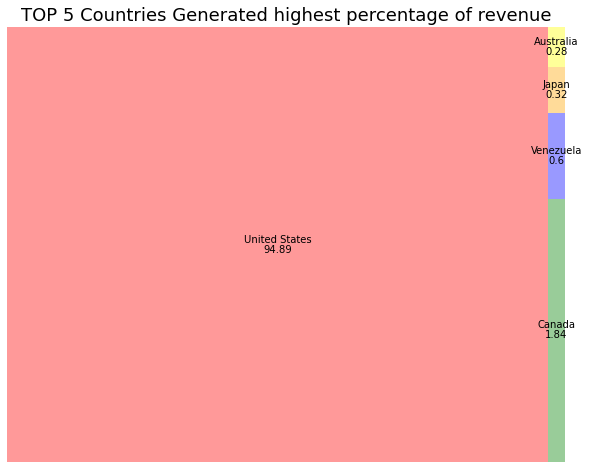 TOP 5 Countries Generated highest percentage of revenue
Australia
0.28
Japan
0.32
Venezuela
0.6
United States
94.89
Canada
1.84